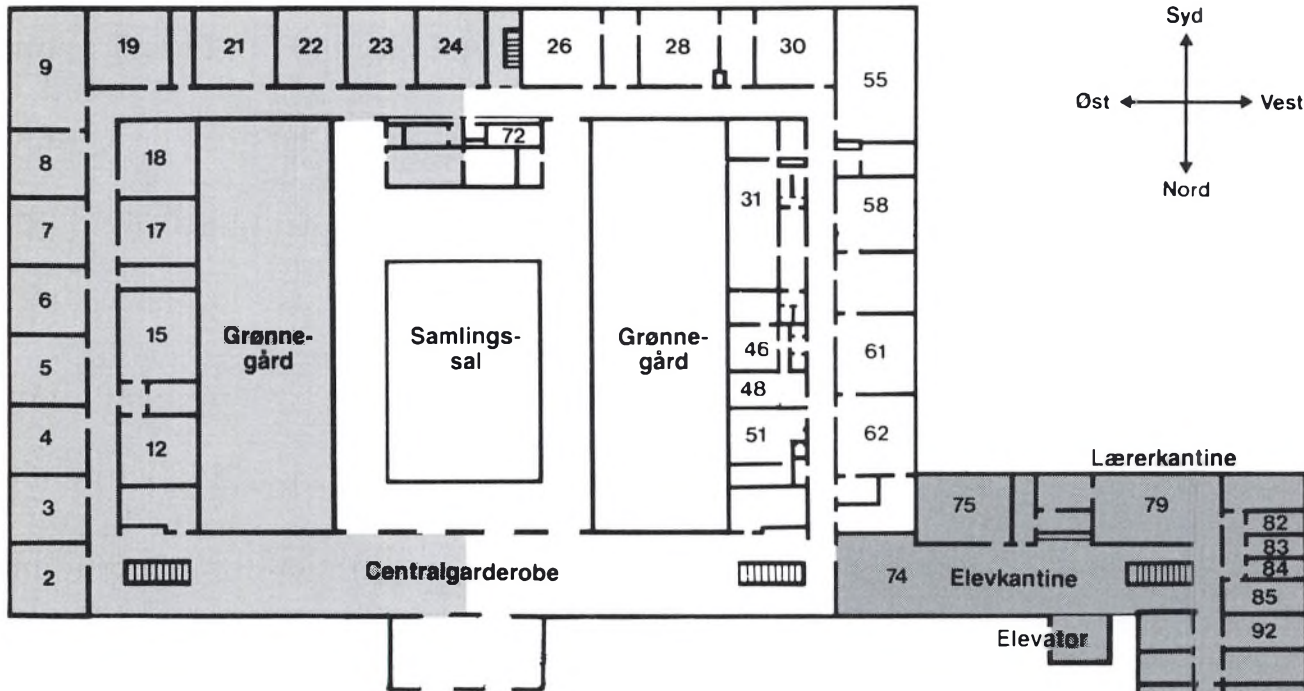 Syd
Øst
Vest
Nord
19
21
22
23
24
26
28
30
55
9
8
18
72
7
17
31
58
6
5
15
Grønne-
gård
Samlings-
sal
Grønne-
gård
46
61
48
4
12
51
62
Lærerkantine
3
75
79
82
83
84
2
Centralgarderobe
74
Elevkantine
85
Elevator
92